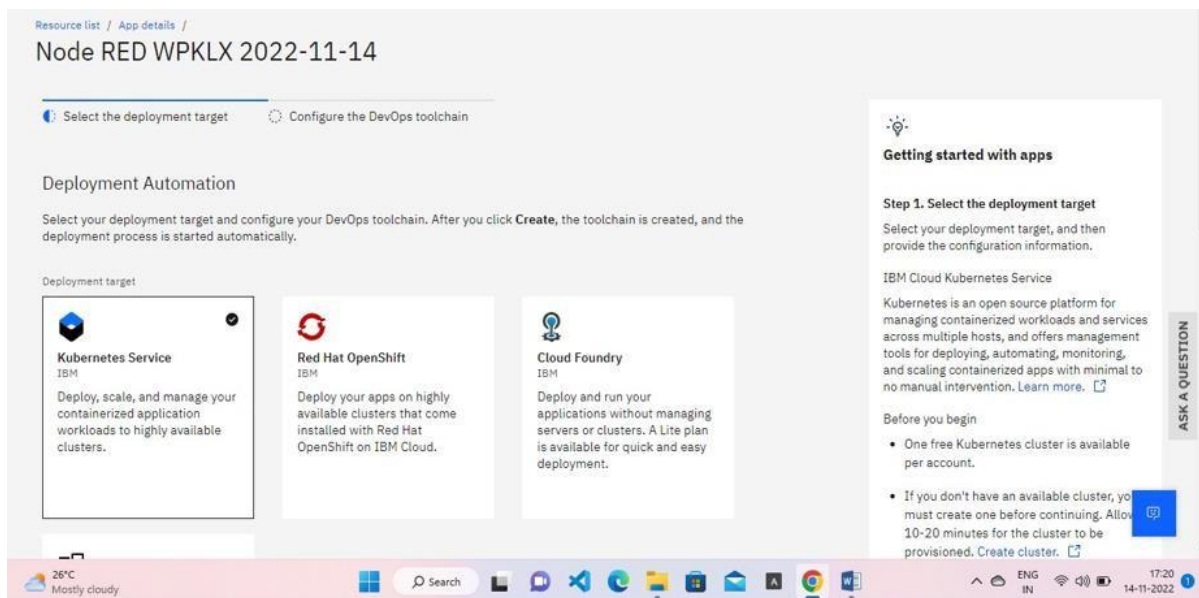 Resource list / App details /
Node RED WPKLX 2022-11-14
Select the deployment target
Configure the DevOps toolchain
Deployment Automation
Select your deployment target and configure your DevOps toolchain. After you click Create, the toolchain is created, and the
deployment process is started automatically.
Deployment target
Kubernetes Service
IBM
Deploy, scale, and manage your
containerized application
workloads to highly available
clusters.
Red Hat OpenShift
IBM
Deploy your apps on highly
available clusters that come
installed with Red Hat
OpenShift on IBM Cloud.
Cloud Foundry
IBM
Deploy and run your
applications without managing
servers or clusters. A Lite plan
is available for quick and easy
deployment.
Getting started with apps
Step 1. Select the deployment target
Select your deployment target, and then
provide the configuration information.
IBM Cloud Kubernetes Service
Kubernetes is an open source platform for
managing containerized workloads and services
across multiple hosts, and offers management
tools for deploying, automating, monitoring,
and scaling containerized apps with minimal to
no manual intervention. Learn more.
Before you begin
• One free Kubernetes cluster is available
per account.
• If you don't have an available cluster, yo
must create one before continuing. Allow
10-20 minutes for the cluster to be
provisioned. Create cluster.
ASK A QUESTION
26°C
Mostly cloudy
Search
ENG
IN
17:20
14-11-2022
1